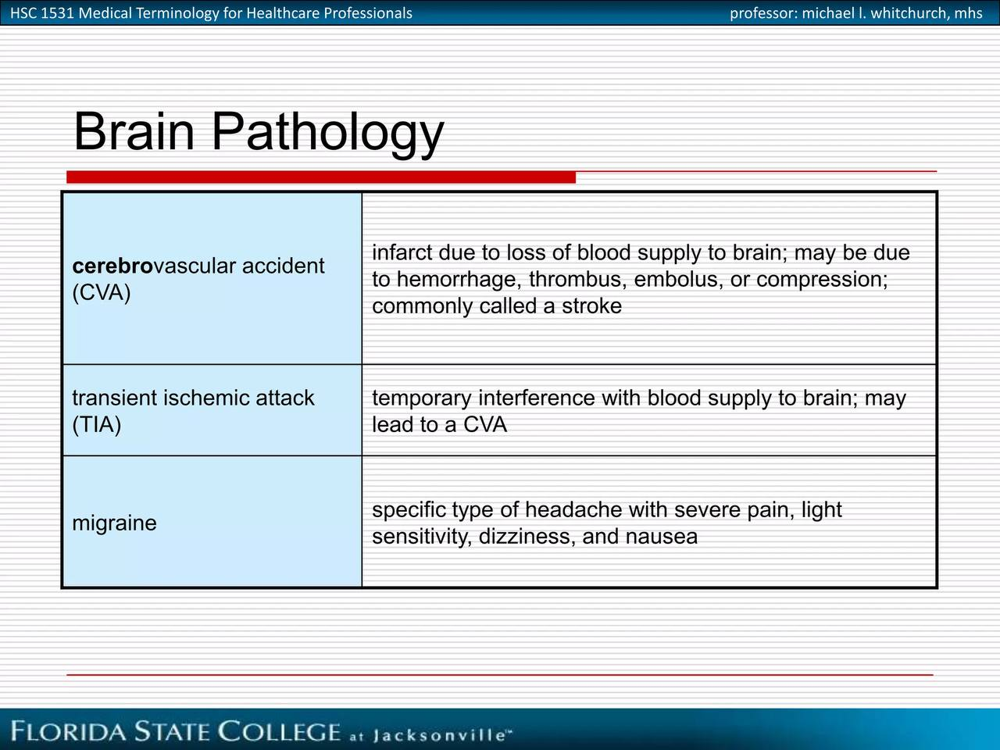 HSC 1531 Medical Terminology for Healthcare Professionals
professor: michael l. whitchurch, mhs
Brain Pathology
cerebrovascular accident
(CVA)
infarct due to loss of blood supply to brain; may be due
to hemorrhage, thrombus, embolus, or compression;
commonly called a stroke
transient ischemic attack
(TIA)
temporary interference with blood supply to brain; may
lead to a CVA
migraine
specific type of headache with severe pain, light
sensitivity, dizziness, and nausea
FLORIDA STATE COLLEGE at Jacksonville™